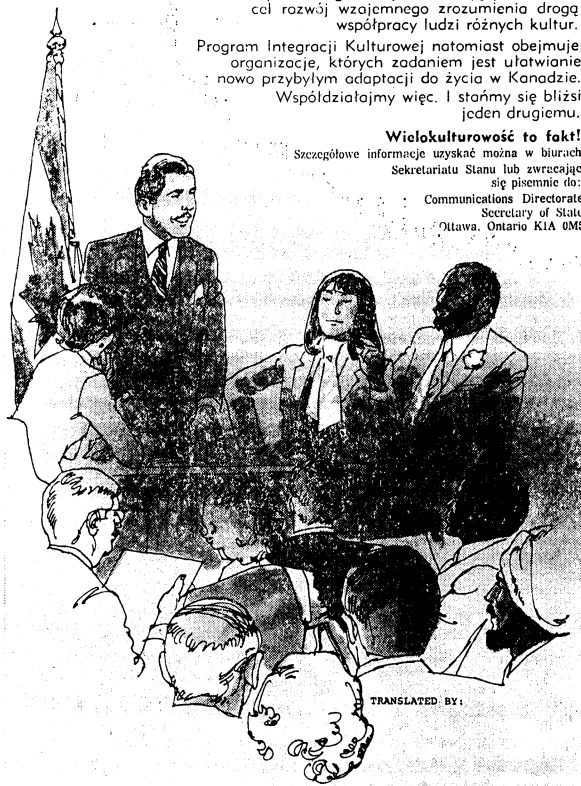 cel rozwój wzajemnego zrozumienia drogą
współpracy ludzi różnych kultur.
Program Integracji Kulturowej natomiast obejmuje
organizacje, których zadaniem jest ułatwianie
nowo przybyłym adaptacji do życia w Kanadzie.
Współdziałajmy więc. I stańmy się bliżsi
jeden drugiemu.
Wielokulturowość to fakt!
Szczegółowe informacje uzyskać można w biurach
Sekretariatu Stanu lub zwracając
się pisemnie do:
Communications Directorate
Secretary of State
Ottawa, Ontario K1A 0M5
TRANSLATED BY: